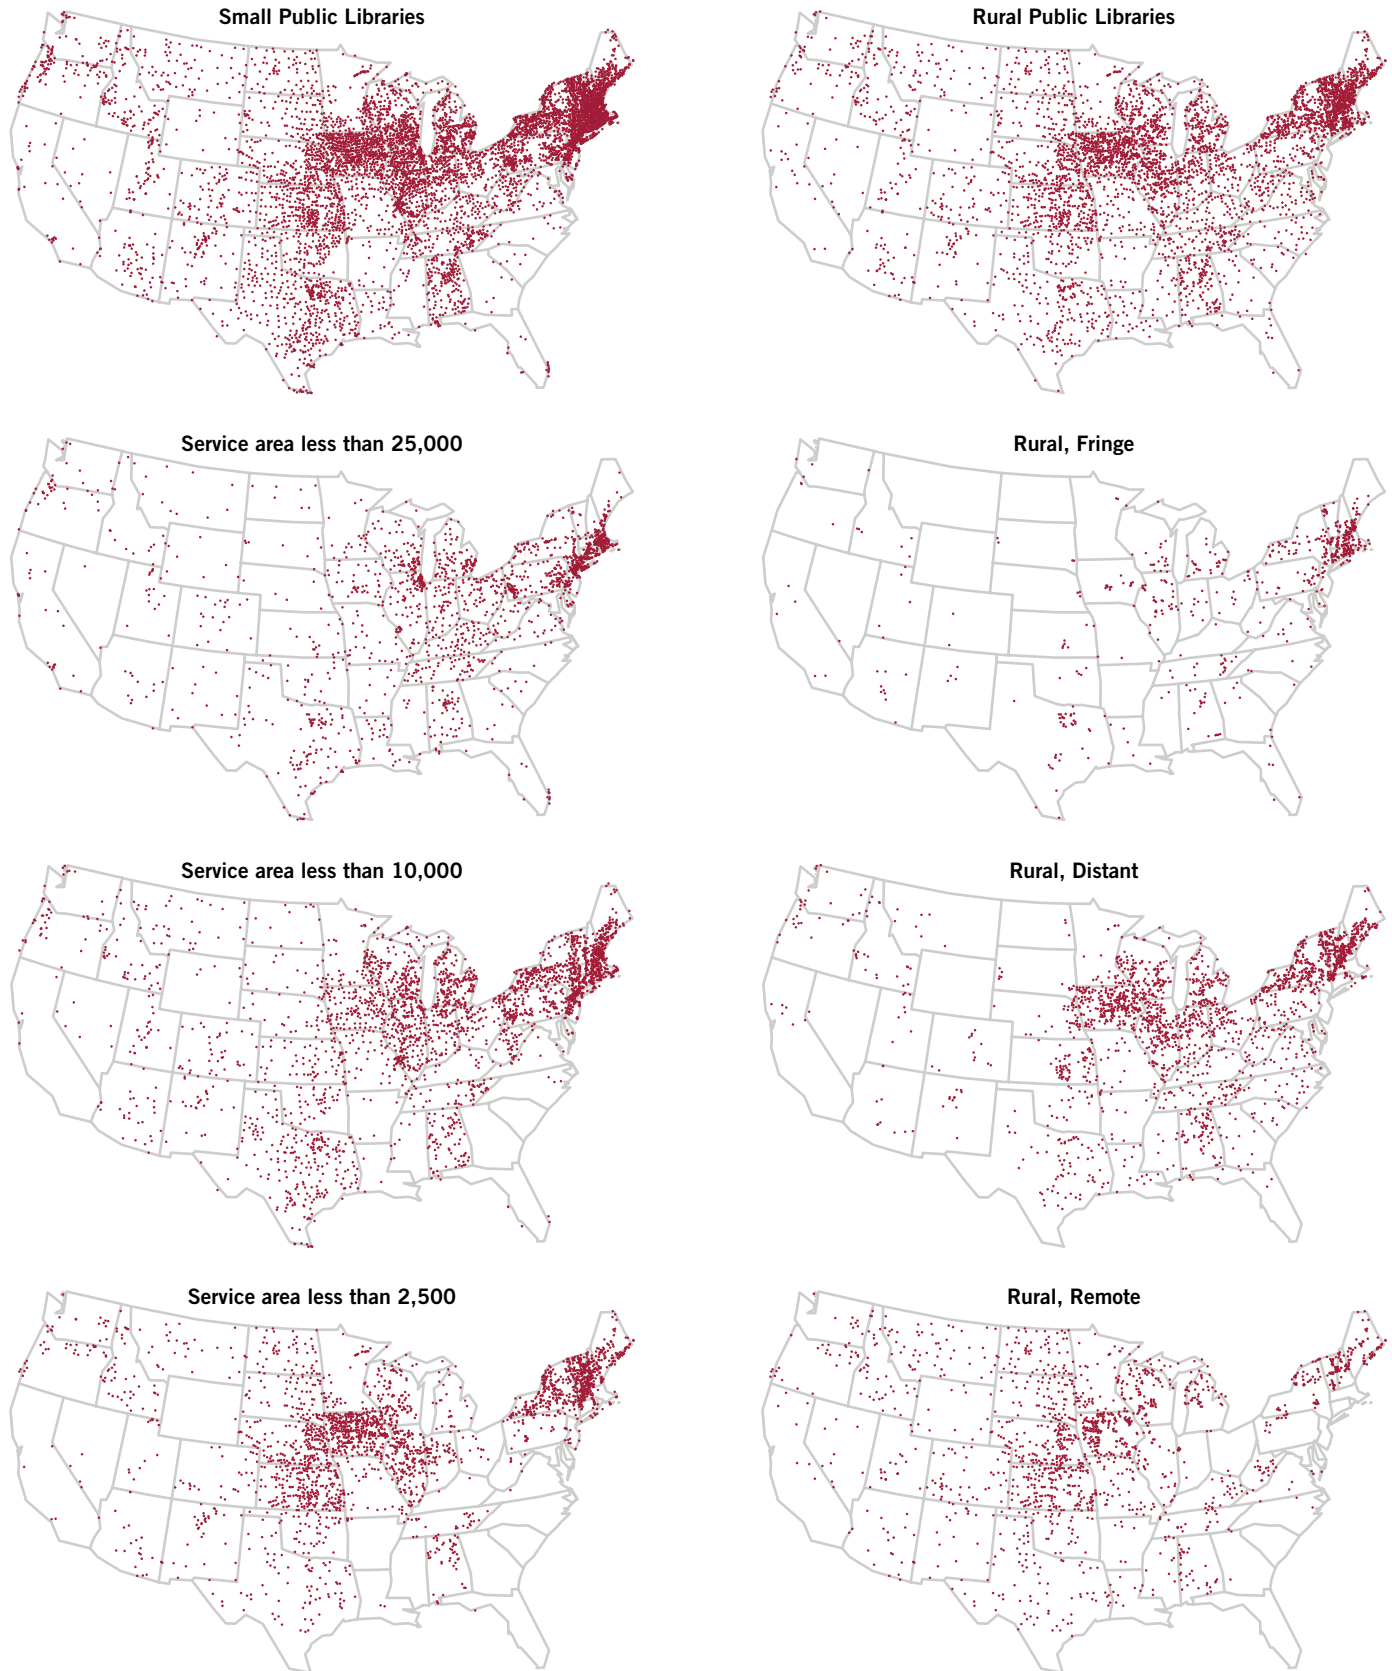 Small Public Libraries
Rural Public Libraries
Service area less than 25,000
Rural, Fringe
Service area less than 10,000
Rural, Distant
Service area less than 2,500
Rural, Remote